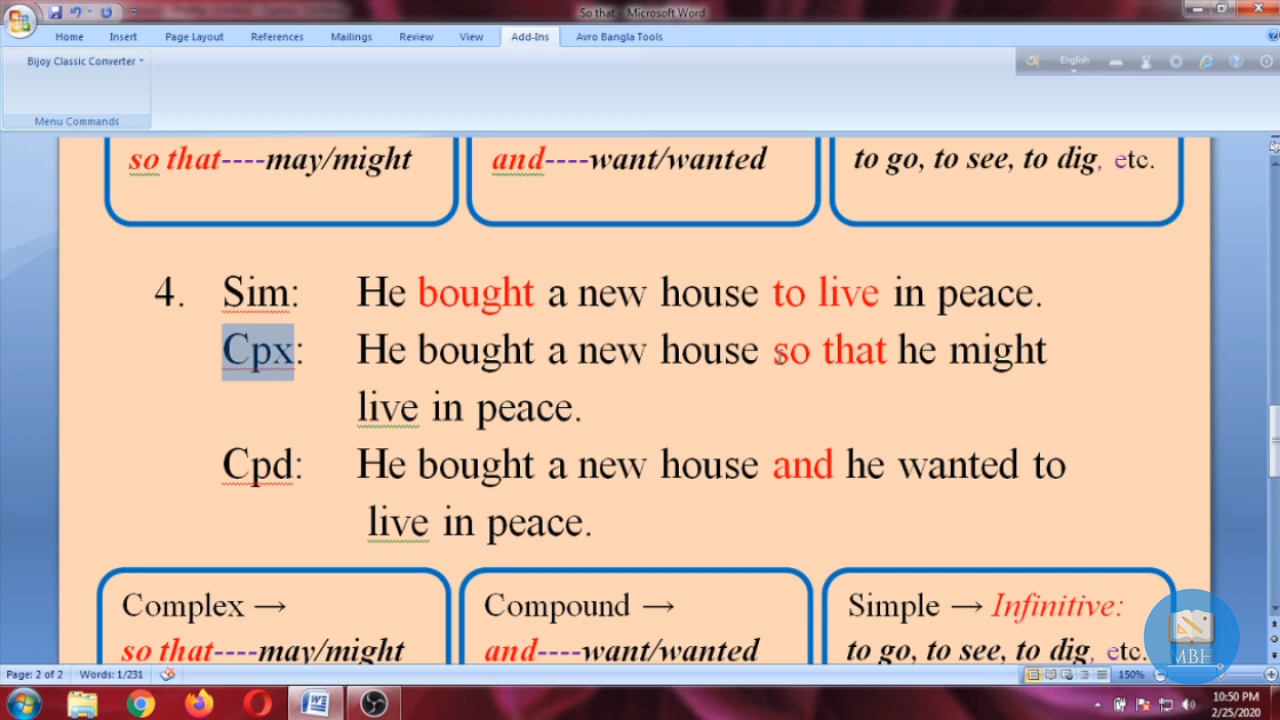 So that - Microsoft Word
Home Insert Page Layout References Mailings Review View Add-Ins Avro Bangla Tools
Bijoy Classic Converter
English
Menu Commands
so that----may/might
and----want/wanted
to go, to see, to dig, etc.
4. Sim: He bought a new house to live in peace.
Cpx: He bought a new house so that he might
live in peace.
Cpd: He bought a new house and he wanted to
live in peace.
Complex →
so that----may/might
Compound →
and----want/wanted
Simple → Infinitive:
to go, to see, to dig, etc.
MBH
Page: 2 of 2 Words: 1/231
150%
10:50 PM
2/25/2020